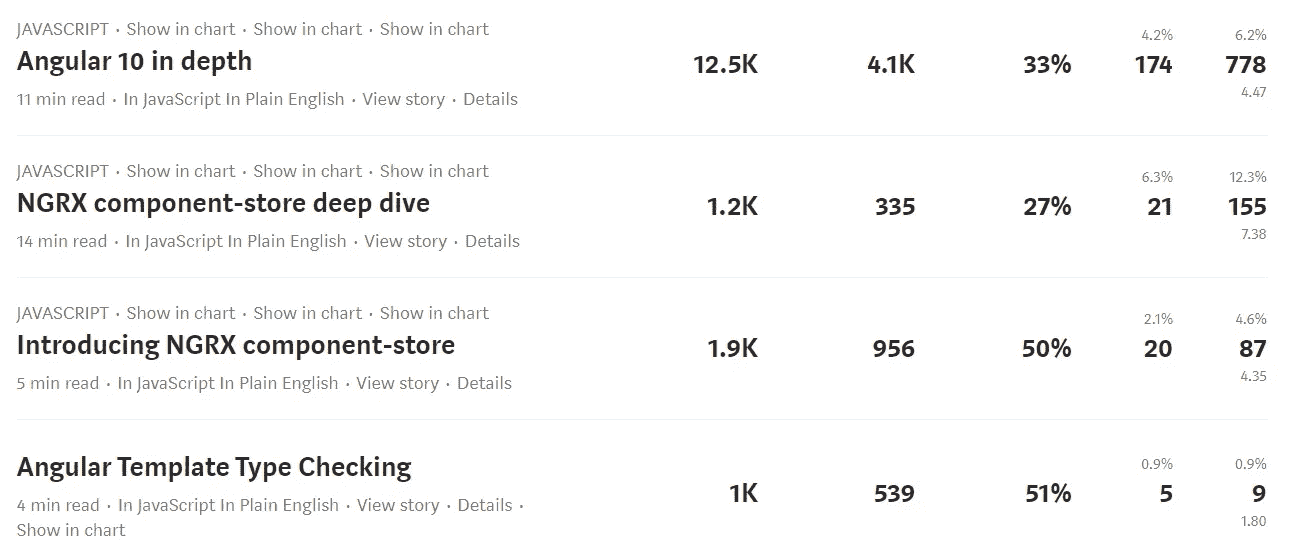 JAVASCRIPT · Show in chart · Show in chart · Show in chart
4.2% 6.2%
Angular 10 in depth 12.5K 4.1K 33% 174 778
4.47
11 min read · In JavaScript In Plain English · View story · Details
JAVASCRIPT · Show in chart · Show in chart · Show in chart
6.3% 12.3%
NGRX component-store deep dive 1.2K 335 27% 21 155
7.38
14 min read · In JavaScript In Plain English · View story · Details
JAVASCRIPT · Show in chart · Show in chart · Show in chart
2.1% 4.6%
Introducing NGRX component-store 1.9K 956 50% 20 87
4.35
5 min read · In JavaScript In Plain English · View story · Details
0.9% 0.9%
Angular Template Type Checking 1K 539 51% 5 9
4 min read · In JavaScript In Plain English · View story · Details ·
1.80
Show in chart